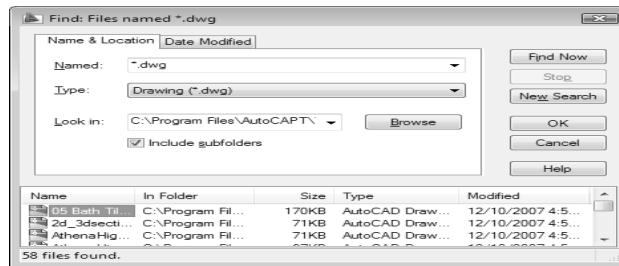 Find: Files named *.dwg
Name & Location Date Modified
Named: *.dwg
Type: Drawing (*.dwg)
Look in: C:\Program Files\AutoCAPT\
Browse
Include subfolders
Find Now
Stop
New Search
OK
Cancel
Help
Name In Folder Size Type Modified
05 Bath Til... C:\Program Fil... 170KB AutoCAD Draw... 12/10/2007 4:5...
2d_3dsecti... C:\Program Fil... 71KB AutoCAD Draw... 12/10/2007 4:5...
AthenaHig... C:\Program Fil... 71KB AutoCAD Draw... 12/10/2007 4:5...
58 files found.